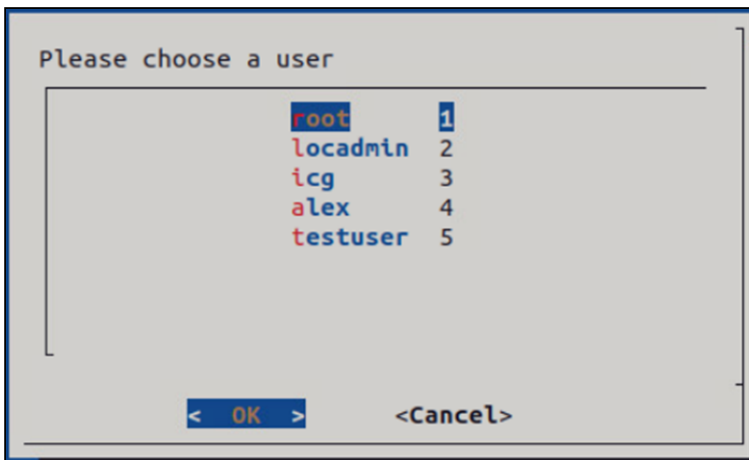 Please choose a user
root 1
locadmin 2
icg 3
alex 4
testuser 5
< OK > <Cancel>